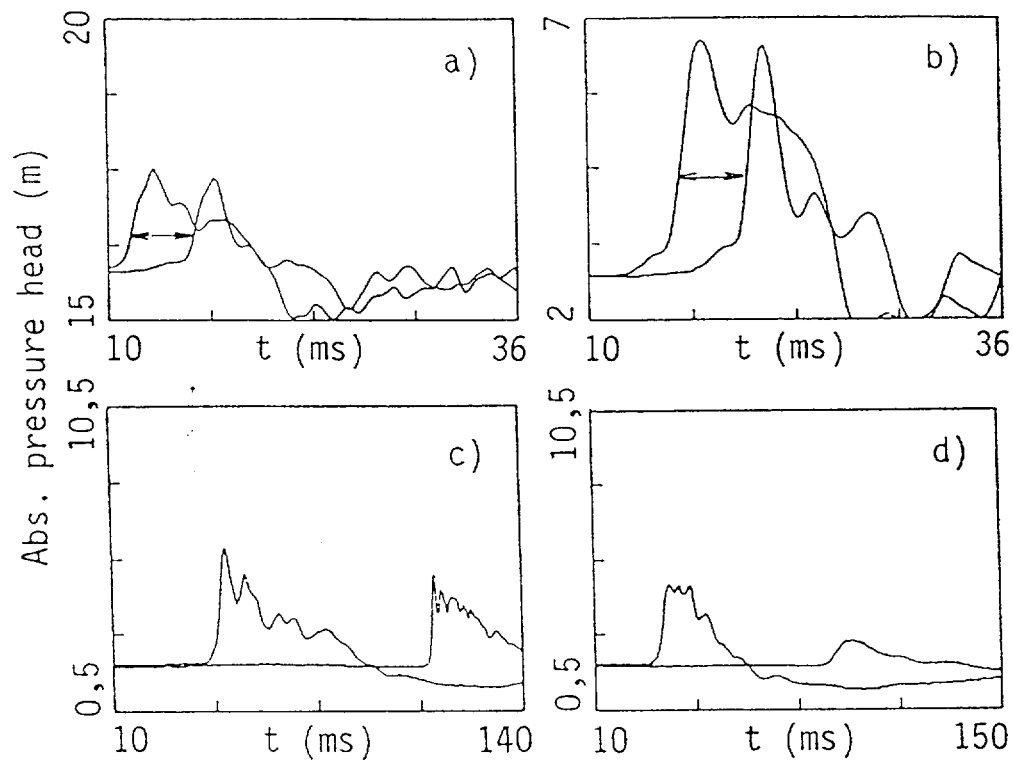 Abs. pressure head (m)
20
a)
15
10 t (ms) 36
7
b)
2
10 t (ms) 36
10,5
c)
0,5
10 t (ms) 140
10,5
d)
0,5
10 t (ms) 150